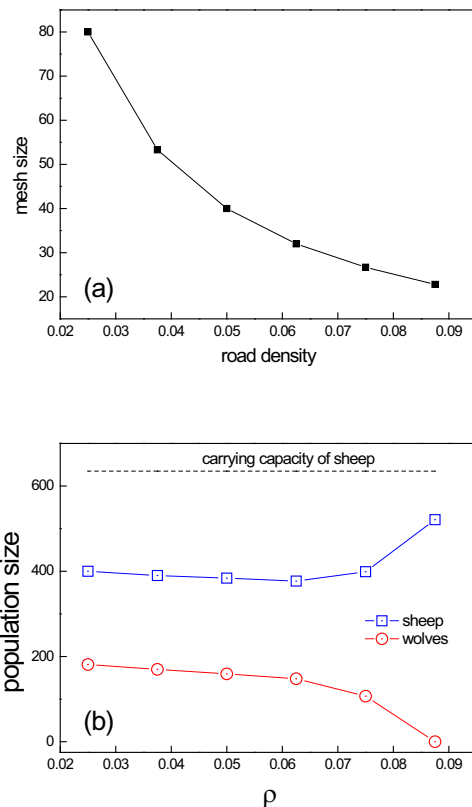 80
70
60
50
40
30
20
mesh size
(a)
0.02 0.03 0.04 0.05 0.06 0.07 0.08 0.09
road density
carrying capacity of sheep
600
400
200
0
population size
sheep
wolves
(b)
0.02 0.03 0.04 0.05 0.06 0.07 0.08 0.09
ρ